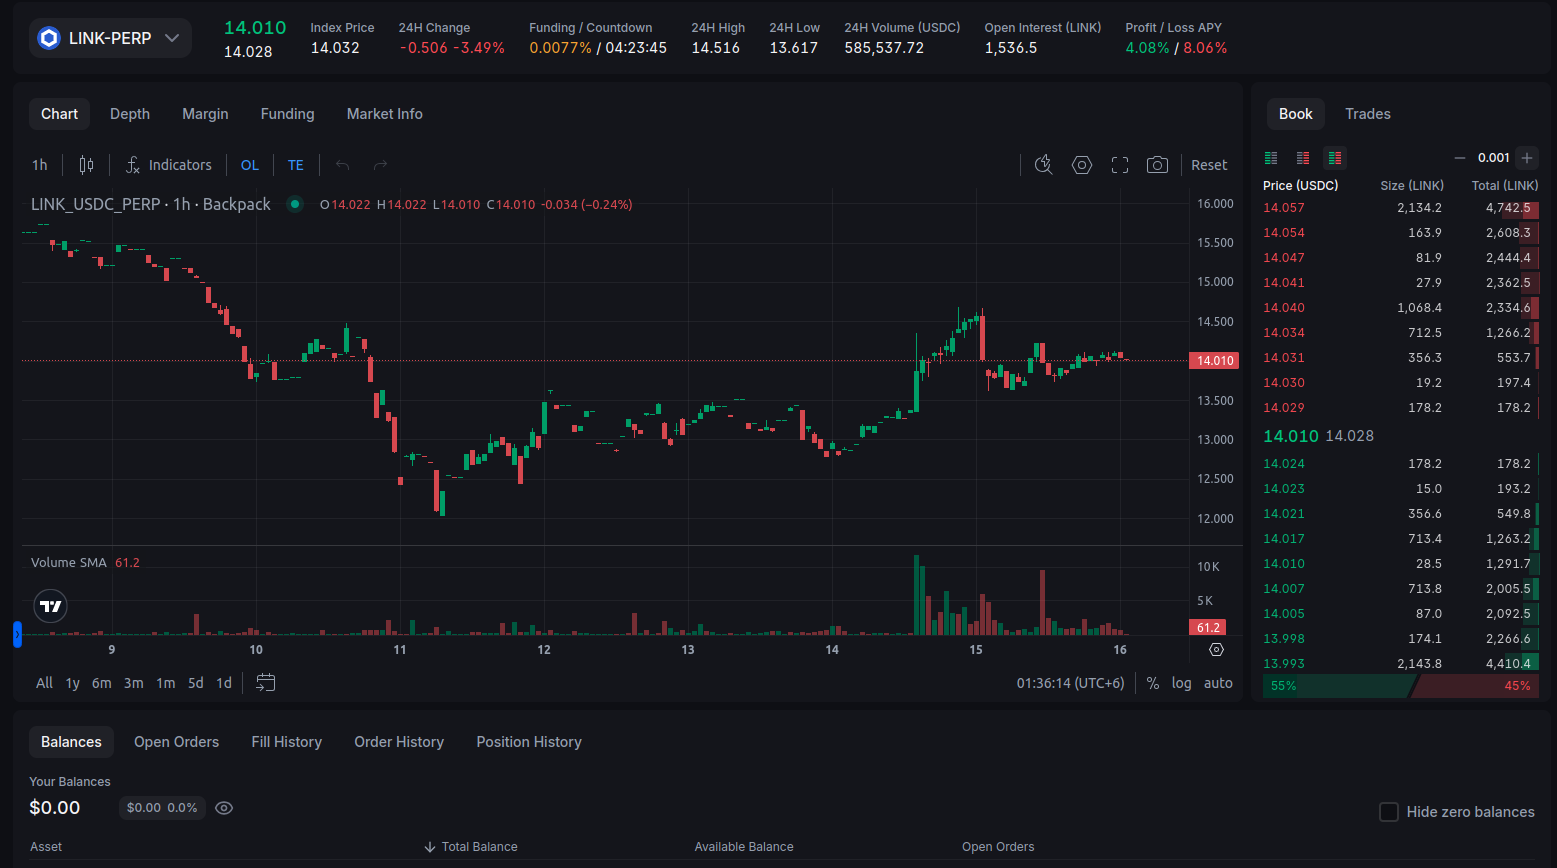 LINK-PERP
14.010
14.028
Index Price
14.032
24H Change
-0.506 -3.49%
Funding / Countdown
0.0077% / 04:23:45
24H High
14.516
24H Low
13.617
24H Volume (USDC)
585,537.72
Open Interest (LINK)
1,536.5
Profit / Loss APY
4.08% / 8.06%
Chart Depth Margin Funding Market Info
1h Indicators OL TE Reset
LINK_USDC_PERP · 1h · Backpack O14.022 H14.022 L14.010 C14.010 -0.034 (−0.24%)
16.000
15.500
15.000
14.500
14.010
13.500
13.000
12.500
12.000
Volume SMA 61.2
10K
5K
61.2
9 10 11 12 13 14 15 16
All 1y 6m 3m 1m 5d 1d 01:36:14 (UTC+6) % log auto
Book Trades
0.001
Price (USDC) Size (LINK) Total (LINK)
14.057 2,134.2 4,742.5
14.054 163.9 2,608.3
14.047 81.9 2,444.4
14.041 27.9 2,362.5
14.040 1,068.4 2,334.6
14.034 712.5 1,266.2
14.031 356.3 553.7
14.030 19.2 197.4
14.029 178.2 178.2
14.010 14.028
14.024 178.2 178.2
14.023 15.0 193.2
14.021 356.6 549.8
14.017 713.4 1,263.2
14.010 28.5 1,291.7
14.007 713.8 2,005.5
14.005 87.0 2,092.5
13.998 174.1 2,266.6
13.993 2,143.8 4,410.4
55% 45%
Balances Open Orders Fill History Order History Position History
Your Balances
$0.00 $0.00 0.0%
Hide zero balances
Asset Total Balance Available Balance Open Orders